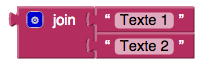 join “ Texte 1 ”
“ Texte 2 ”